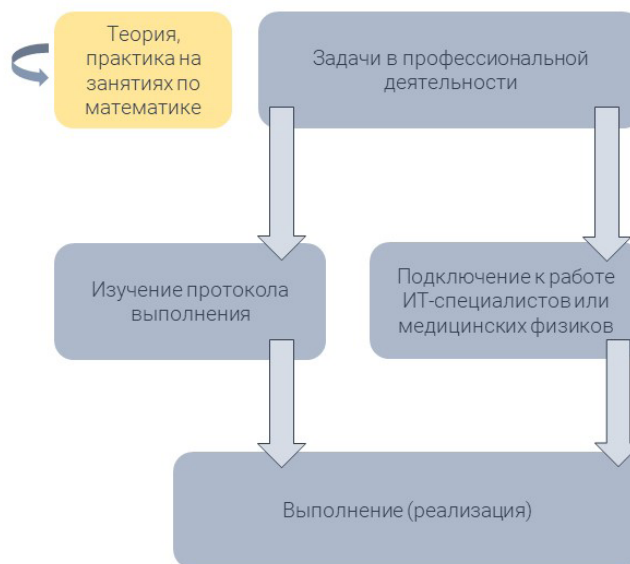 Теория,
практика на
занятиях по
математике
Задачи в профессиональной
деятельности
Изучение протокола
выполнения
Подключение к работе
ИТ-специалистов или
медицинских физиков
Выполнение (реализация)